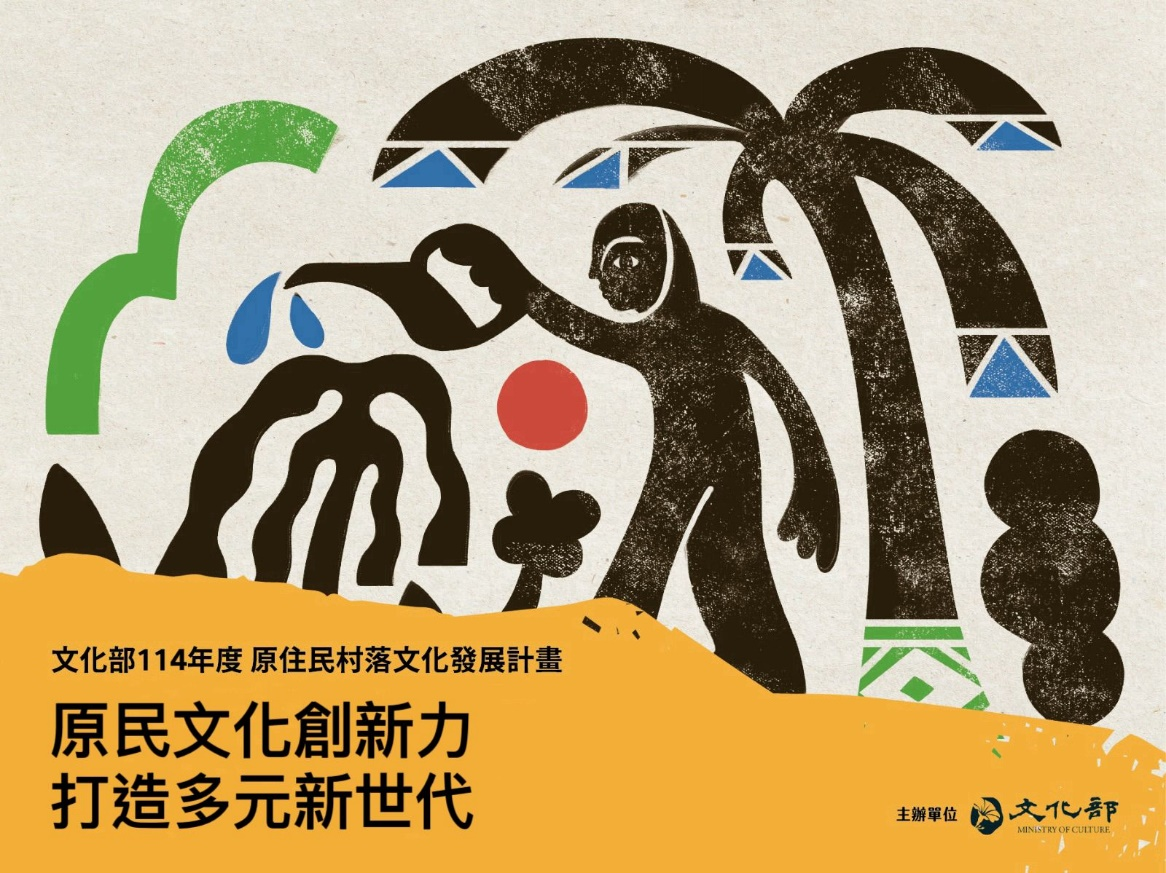 文化部114年度 原住民村落文化發展計畫
原民文化創新力
打造多元新世代
主辦單位 文化部
MINISTRY OF CULTURE